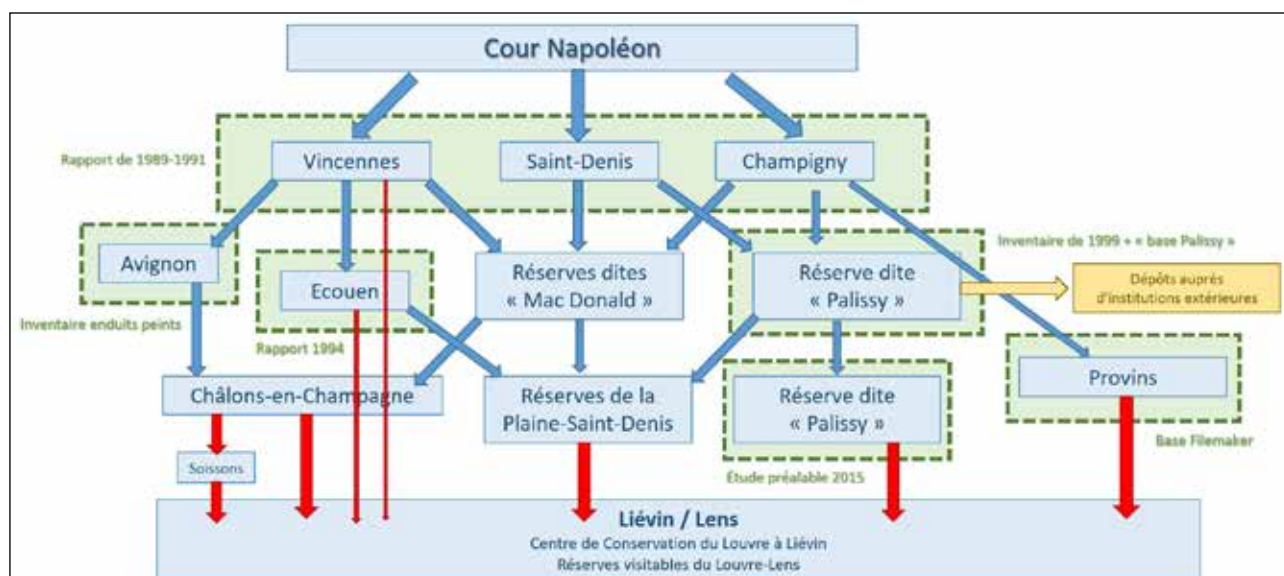 Cour Napoléon
Rapport de 1989-1991
Vincennes
Saint-Denis
Champigny
Inventaire de 1999 + « base Palissy »
Avignon
Ecouen
Réserves dites
« Mac Donald »
Réserve dite
« Palissy »
Dépôts auprès
d'institutions extérieures
Inventaire enduits peints
Rapport 1994
Châlons-en-Champagne
Réserves de la
Plaine-Saint-Denis
Réserve dite
« Palissy »
Provins
Base Filemaker
Soissons
Étude préalable 2015
Liévin / Lens
Centre de Conservation du Louvre à Liévin
Réserves visitables du Louvre-Lens